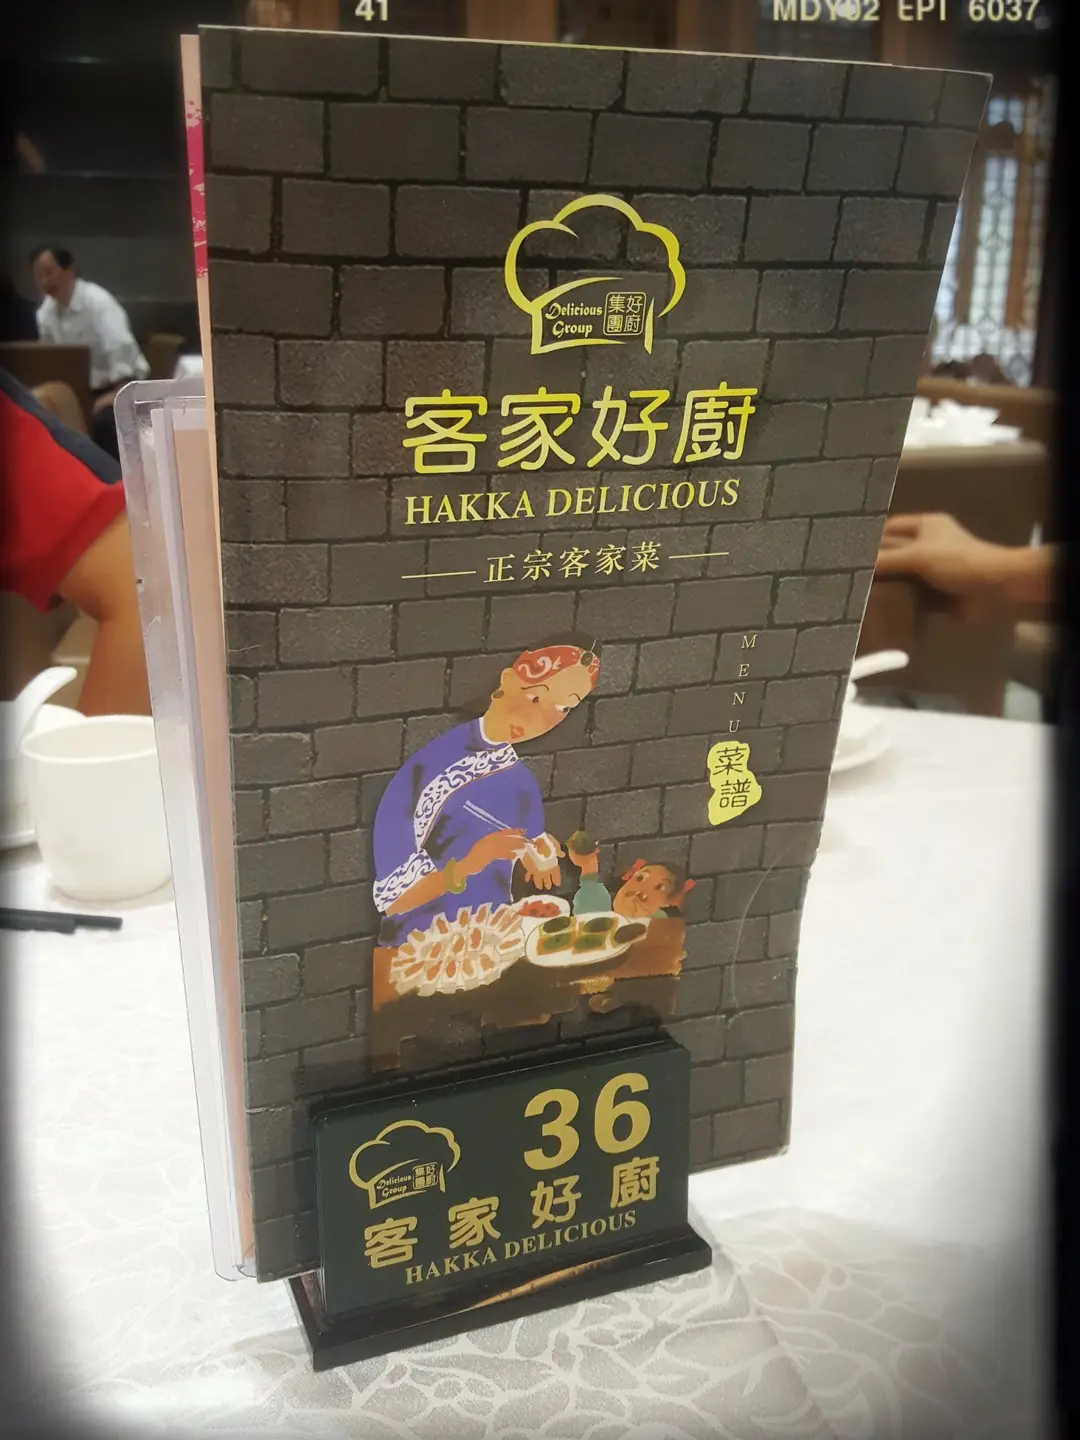 41
MDY02 EPI 6037
Delicious
Group
好廚
集團
客家好廚
HAKKA DELICIOUS
正宗客家菜
MENU
菜譜
36
Delicious
Group
好廚
集團
客家好廚
HAKKA DELICIOUS